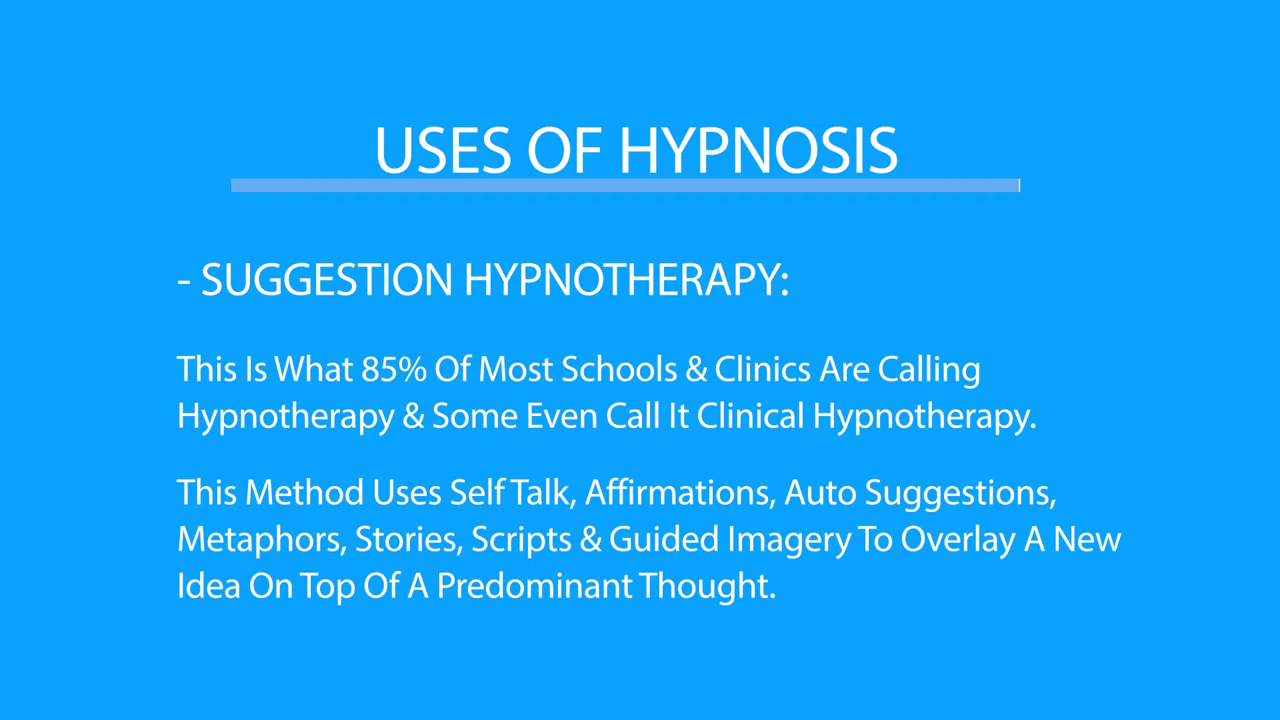 USES OF HYPNOSIS
- SUGGESTION HYPNOTHERAPY:
This Is What 85% Of Most Schools & Clinics Are Calling
Hypnotherapy & Some Even Call It Clinical Hypnotherapy.
This Method Uses Self Talk, Affirmations, Auto Suggestions,
Metaphors, Stories, Scripts & Guided Imagery To Overlay A New
Idea On Top Of A Predominant Thought.